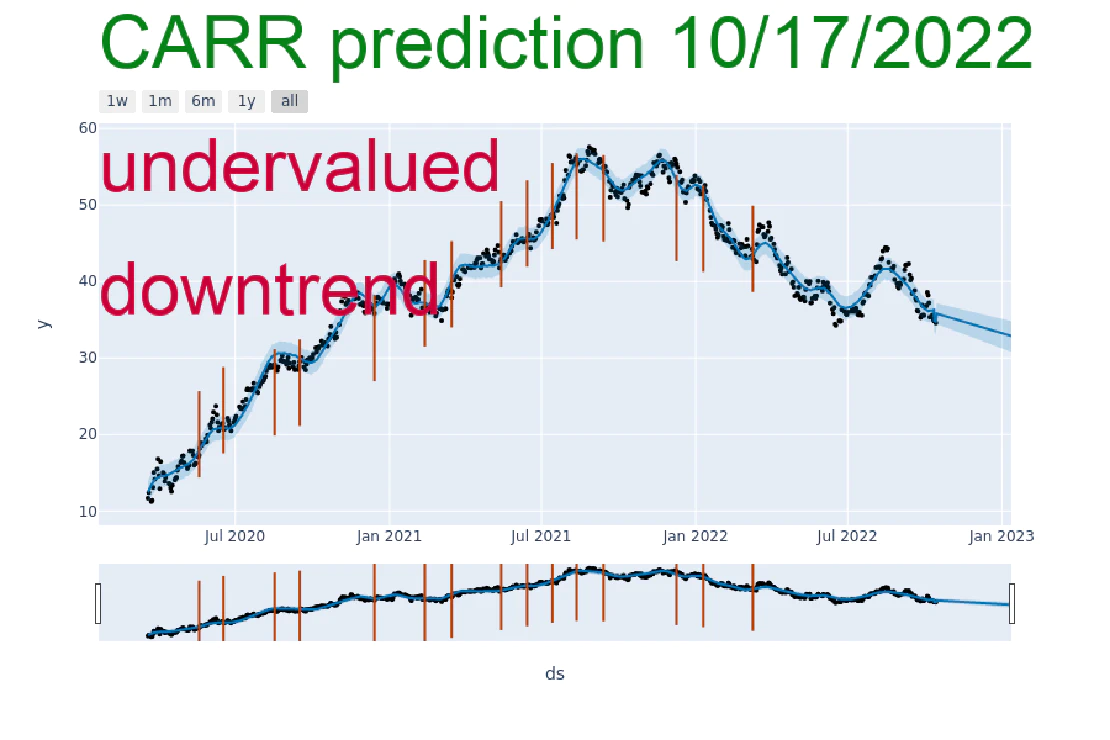 CARR prediction 10/17/2022
1w 1m 6m 1y all
60
undervalued
50
downtrend
40
y
30
20
10
Jul 2020 Jan 2021 Jul 2021 Jan 2022 Jul 2022 Jan 2023
ds